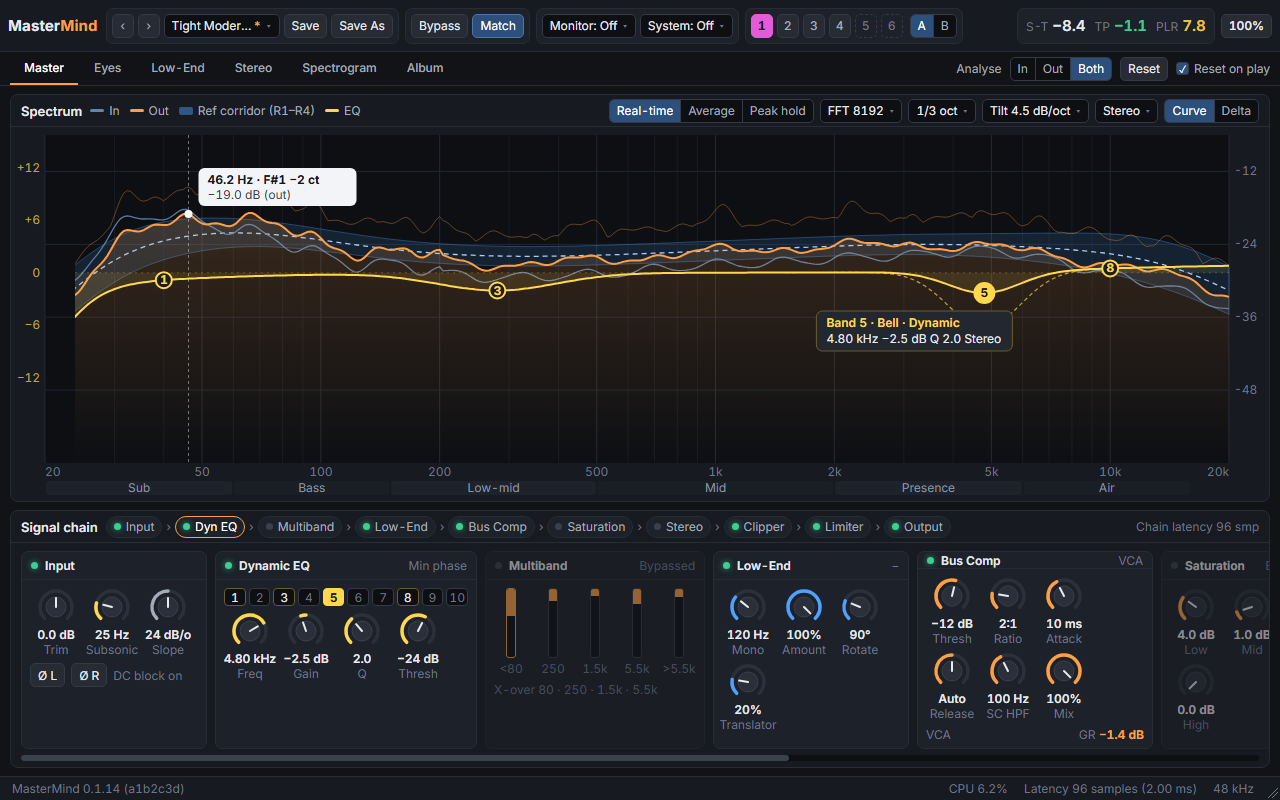 MasterMind ‹ › Tight Moder... * Save Save As Bypass Match Monitor: Off System: Off 1 2 3 4 5 6 A B S-T −8.4 TP −1.1 PLR 7.8 100%
Master Eyes Low-End Stereo Spectrogram Album Analyse In Out Both Reset Reset on play
Spectrum In Out Ref corridor (R1–R4) EQ Real-time Average Peak hold FFT 8192 1/3 oct Tilt 4.5 dB/oct Stereo Curve Delta
+12 -12
46.2 Hz · F#1 −2 ct
−19.0 dB (out)
+6
-24
0
1 3 5 8
-36
Band 5 · Bell · Dynamic
4.80 kHz −2.5 dB Q 2.0 Stereo
−6
−12
-48
20 50 100 200 500 1k 2k 5k 10k 20k
Sub Bass Low-mid Mid Presence Air
Signal chain Input › Dyn EQ › Multiband › Low-End › Bus Comp › Saturation › Stereo › Clipper › Limiter › Output Chain latency 96 smp
Input
0.0 dB 25 Hz 24 dB/o
Trim Subsonic Slope
Ø L Ø R DC block on
Dynamic EQ Min phase
1 2 3 4 5 6 7 8 9 10
4.80 kHz −2.5 dB 2.0 −24 dB
Freq Gain Q Thresh
Multiband Bypassed
<80 250 1.5k 5.5k >5.5k
X-over 80 · 250 · 1.5k · 5.5k
Low-End –
120 Hz 100% 90°
Mono Amount Rotate
20%
Translator
Bus Comp VCA
−12 dB 2:1 10 ms
Thresh Ratio Attack
Auto 100 Hz 100%
Release SC HPF Mix
VCA GR −1.4 dB
Saturation
4.0 dB 1.0 dB
Low Mid
0.0 dB
High
MasterMind 0.1.14 (a1b2c3d) CPU 6.2% Latency 96 samples (2.00 ms) 48 kHz